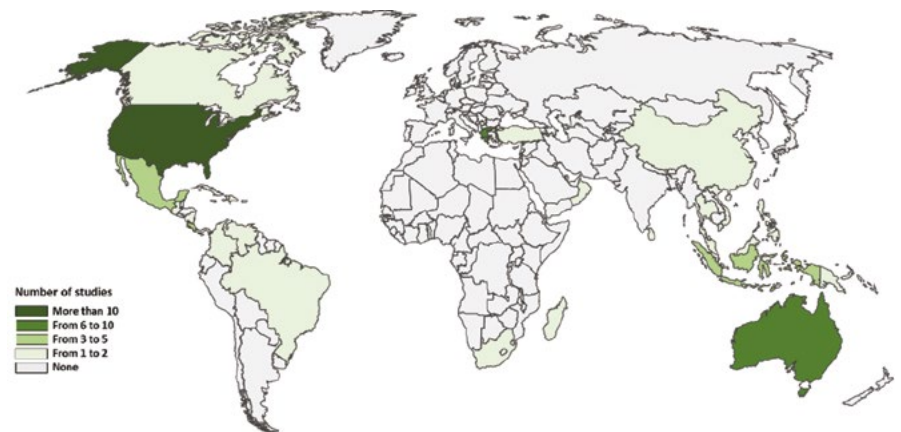 Number of studies
More than 10
From 6 to 10
From 3 to 5
From 1 to 2
None